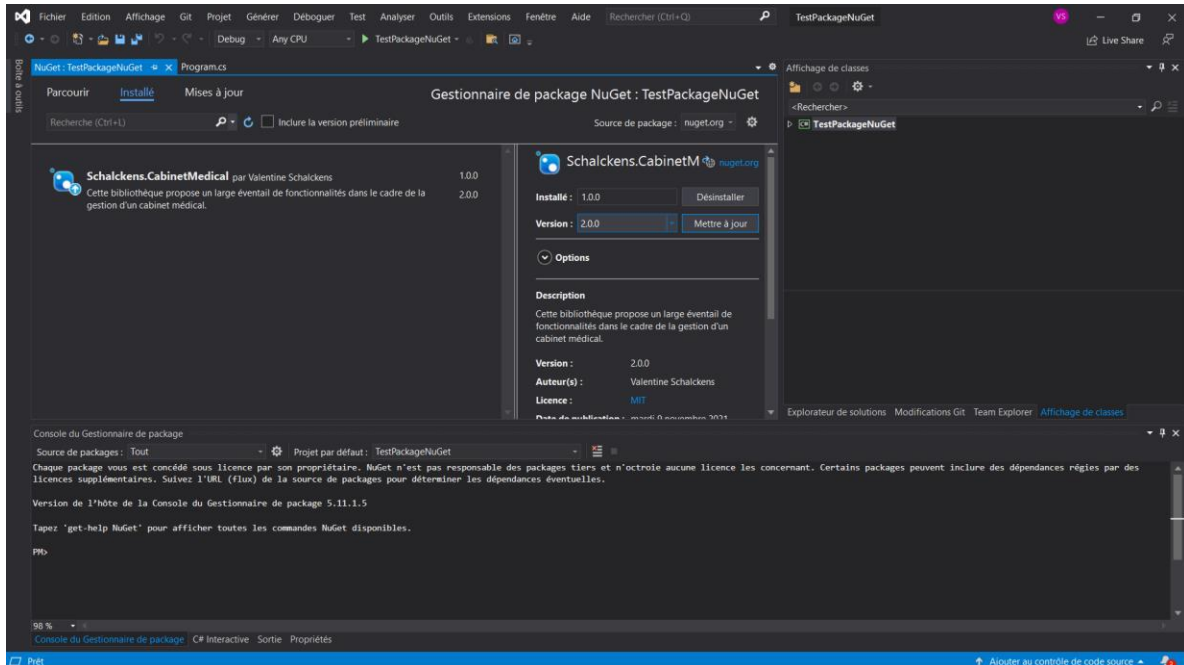 Fichier Edition Affichage Git Projet Générer Déboguer Test Analyser Outils Extensions Fenêtre Aide Rechercher (Ctrl+Q) TestPackageNuGet VS
Debug Any CPU TestPackageNuGet Live Share
Boîte à outils
NuGet : TestPackageNuGet Program.cs
Parcourir Installé Mises à jour
Gestionnaire de package NuGet : TestPackageNuGet
Recherche (Ctrl+L) Inclure la version préliminaire
Source de package : nuget.org
Schalckens.CabinetMedical par Valentine Schalckens 1.0.0
Cette bibliothèque propose un large éventail de fonctionnalités dans le cadre de la 2.0.0
gestion d'un cabinet médical.
Schalckens.CabinetM nuget.org
Installé : 1.0.0 Désinstaller
Version : 2.0.0 Mettre à jour
Options
Description
Cette bibliothèque propose un large éventail de
fonctionnalités dans le cadre de la gestion d'un
cabinet médical.
Version : 2.0.0
Auteur(s) : Valentine Schalckens
Licence : MIT
Date de publication : mardi 9 novembre 2021
Affichage de classes
<Rechercher>
C# TestPackageNuGet
Explorateur de solutions Modifications Git Team Explorer Affichage de classes
Console du Gestionnaire de package
Source de packages : Tout Projet par défaut : TestPackageNuGet
Chaque package vous est concédé sous licence par son propriétaire. NuGet n'est pas responsable des packages tiers et n'octroie aucune licence les concernant. Certains packages peuvent inclure des dépendances régies par des
licences supplémentaires. Suivez l'URL (flux) de la source de packages pour déterminer les dépendances éventuelles.
Version de l'hôte de la Console du Gestionnaire de package 5.11.1.5
Tapez 'get-help NuGet' pour afficher toutes les commandes NuGet disponibles.
PM>
98 %
Console du Gestionnaire de package C# Interactive Sortie Propriétés
Prêt Ajouter au contrôle de code source